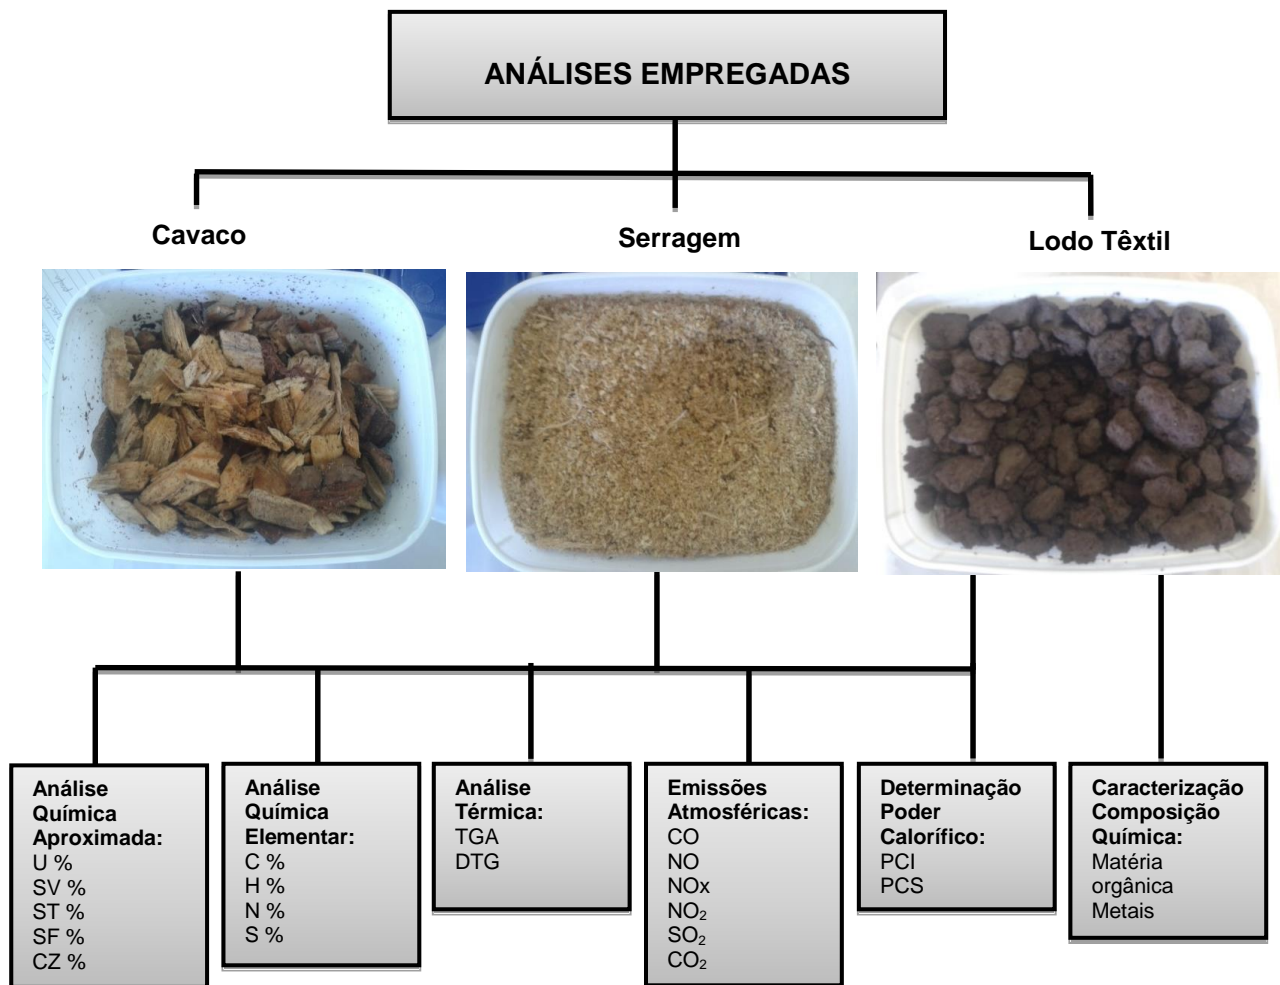 ANÁLISES EMPREGADAS
Cavaco
Serragem
Lodo Têxtil
Análise
Química
Aproximada:
U %
SV %
ST %
SF %
CZ %
Análise
Química
Elementar:
C %
H %
N %
S %
Análise
Térmica:
TGA
DTG
Emissões
Atmosféricas:
CO
NO
NOx
NO₂
SO₂
CO₂
Determinação
Poder
Calorífico:
PCI
PCS
Caracterização
Composição
Química:
Matéria
orgânica
Metais